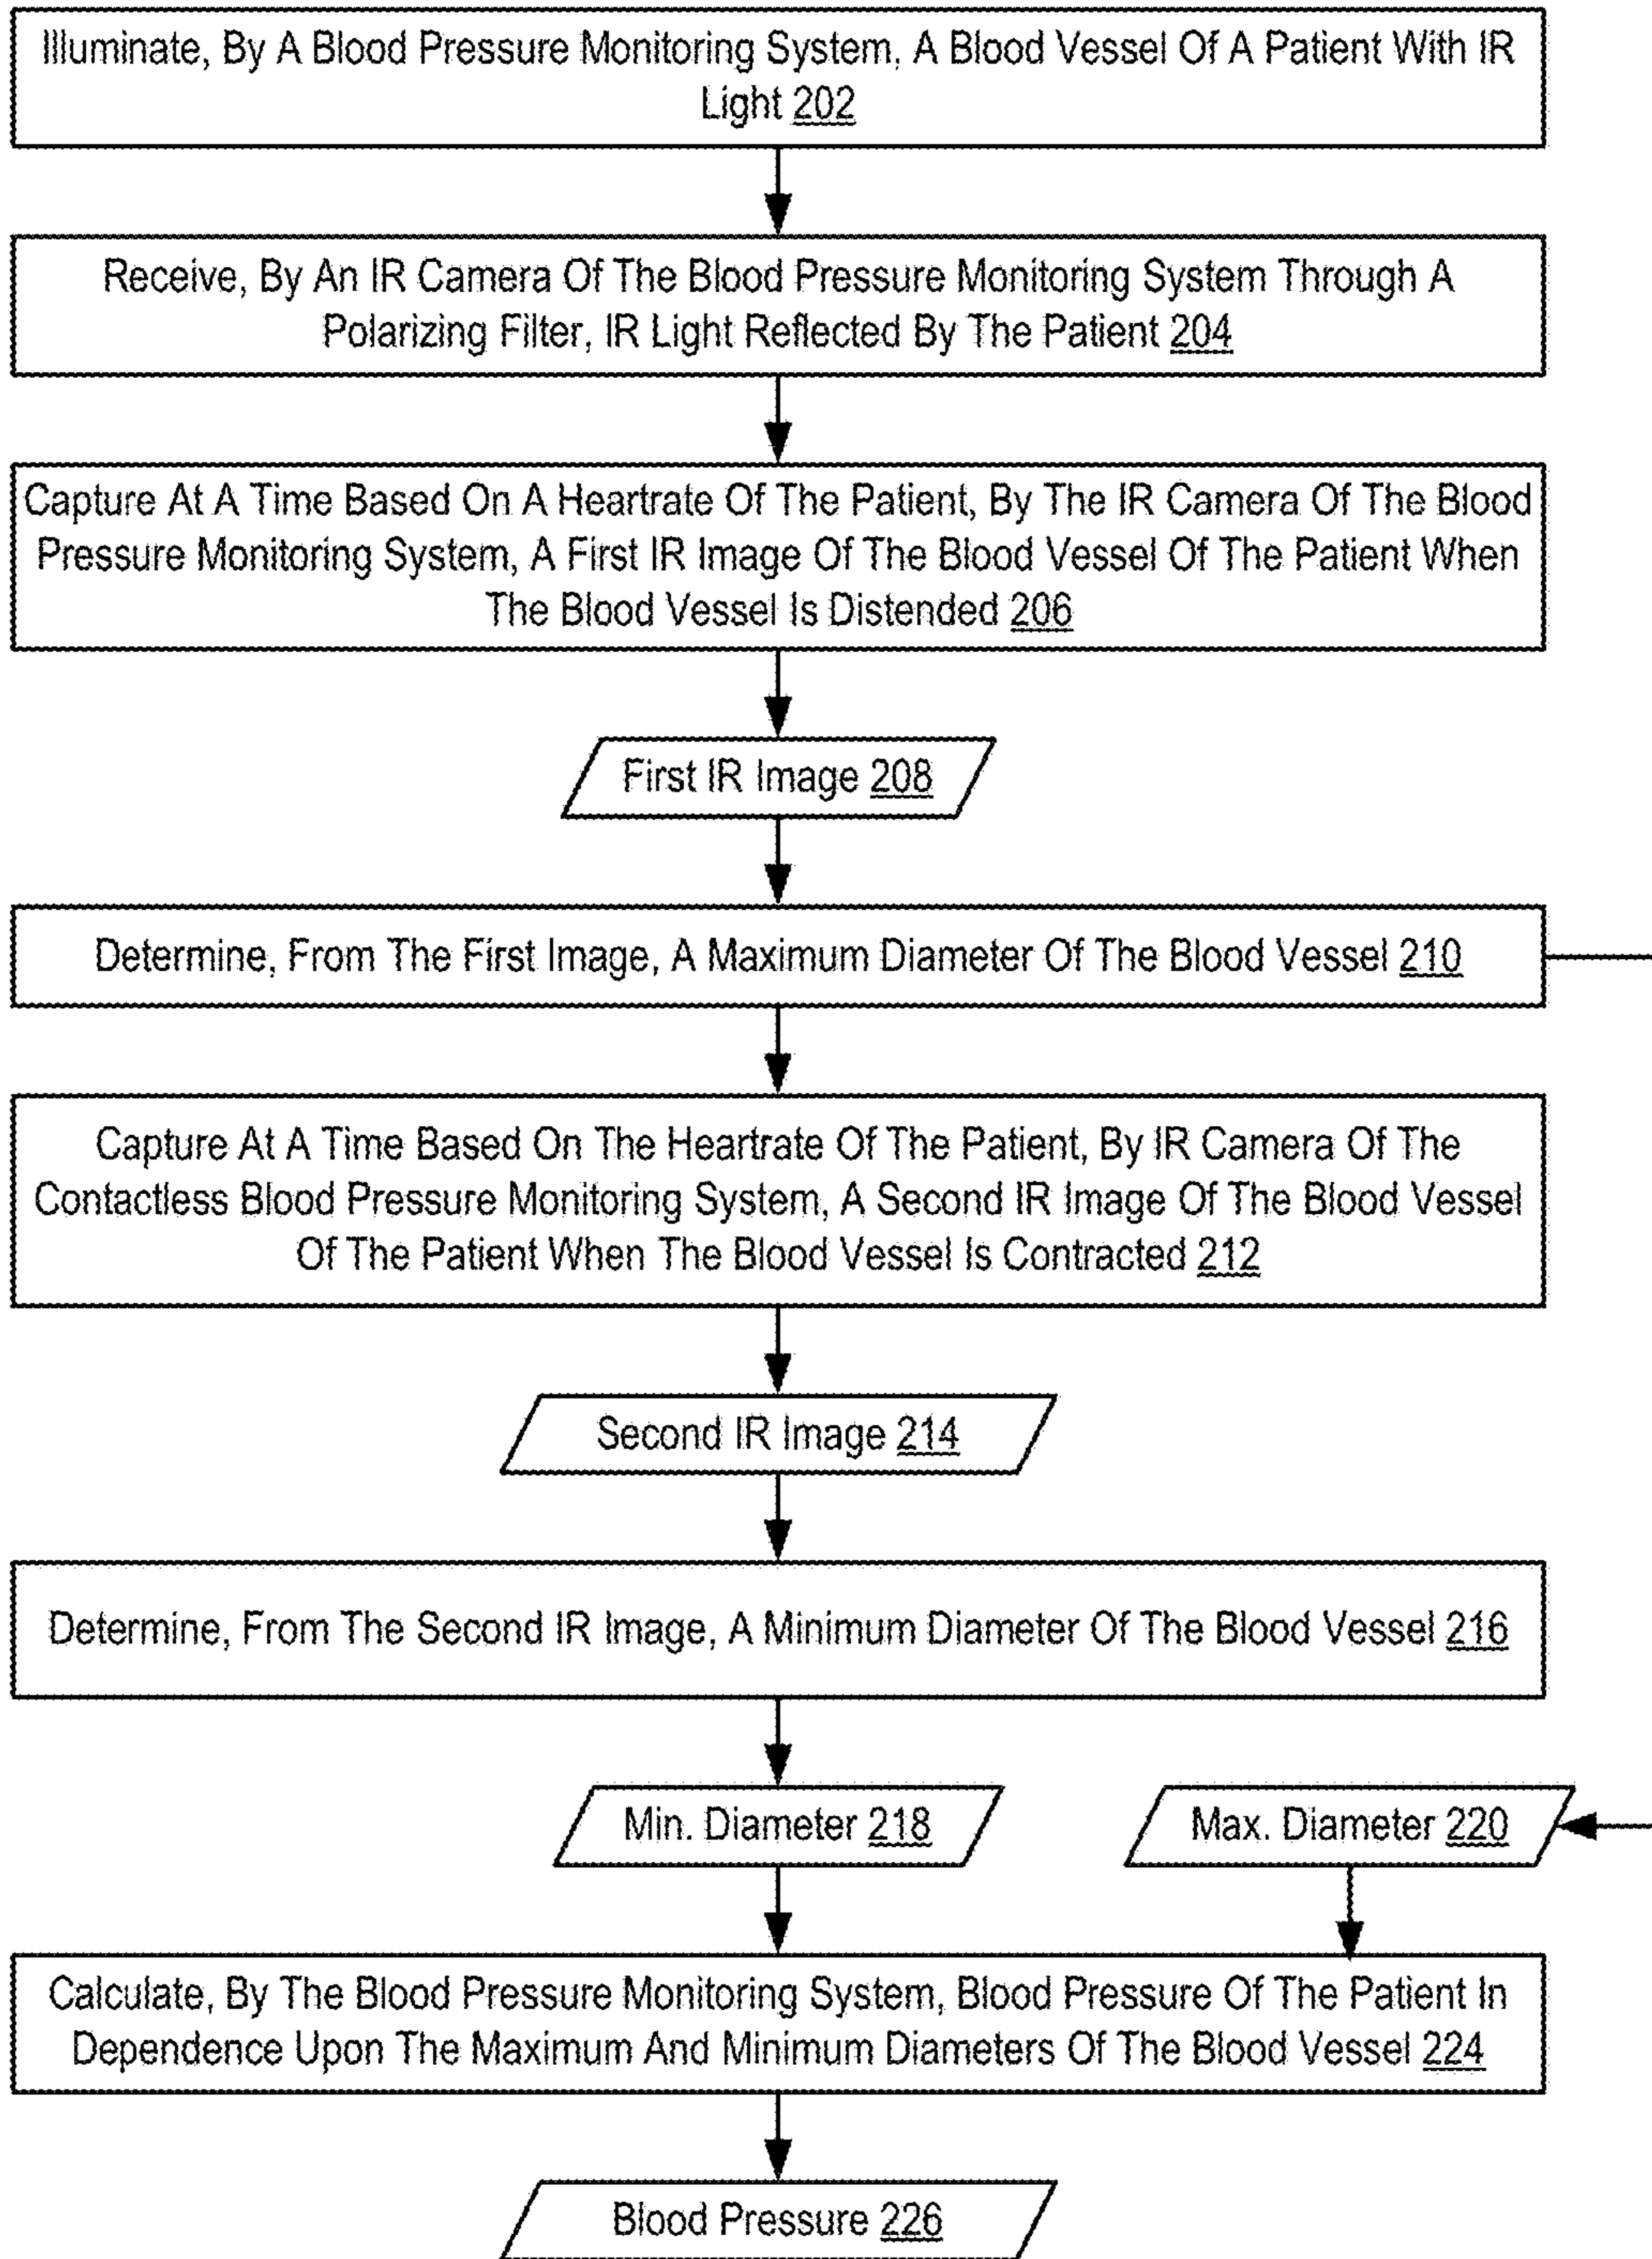 Illuminate, By A Blood Pressure Monitoring System, A Blood Vessel Of A Patient With IR
Light 202
Receive, By An IR Camera Of The Blood Pressure Monitoring System Through A
Polarizing Filter, IR Light Reflected By The Patient 204
Capture At A Time Based On A Heartrate Of The Patient, By The IR Camera Of The Blood
Pressure Monitoring System, A First IR Image Of The Blood Vessel Of The Patient When
The Blood Vessel Is Distended 206
First IR Image 208
Determine, From The First Image, A Maximum Diameter Of The Blood Vessel 210
Capture At A Time Based On The Heartrate Of The Patient, By IR Camera Of The
Contactless Blood Pressure Monitoring System, A Second IR Image Of The Blood Vessel
Of The Patient When The Blood Vessel Is Contracted 212
Second IR Image 214
Determine, From The Second IR Image, A Minimum Diameter Of The Blood Vessel 216
Min. Diameter 218
Max. Diameter 220
Calculate, By The Blood Pressure Monitoring System, Blood Pressure Of The Patient In
Dependence Upon The Maximum And Minimum Diameters Of The Blood Vessel 224
Blood Pressure 226